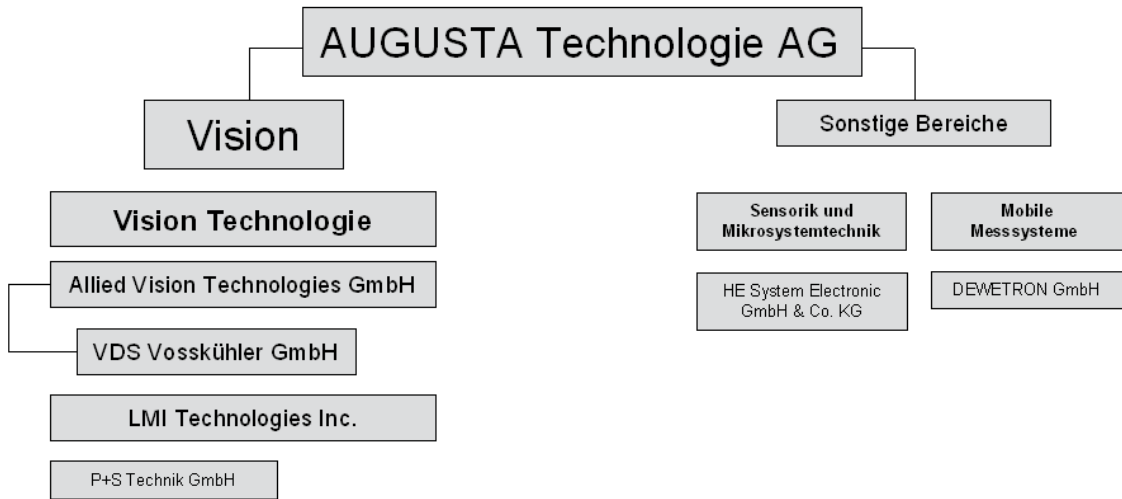 AUGUSTA Technologie AG
Vision
Sonstige Bereiche
Vision Technologie
Allied Vision Technologies GmbH
VDS Vosskühler GmbH
LMI Technologies Inc.
P+S Technik GmbH
Sensorik und
Mikrosystemtechnik
HE System Electronic
GmbH & Co. KG
Mobile
Messsysteme
DEWETRON GmbH